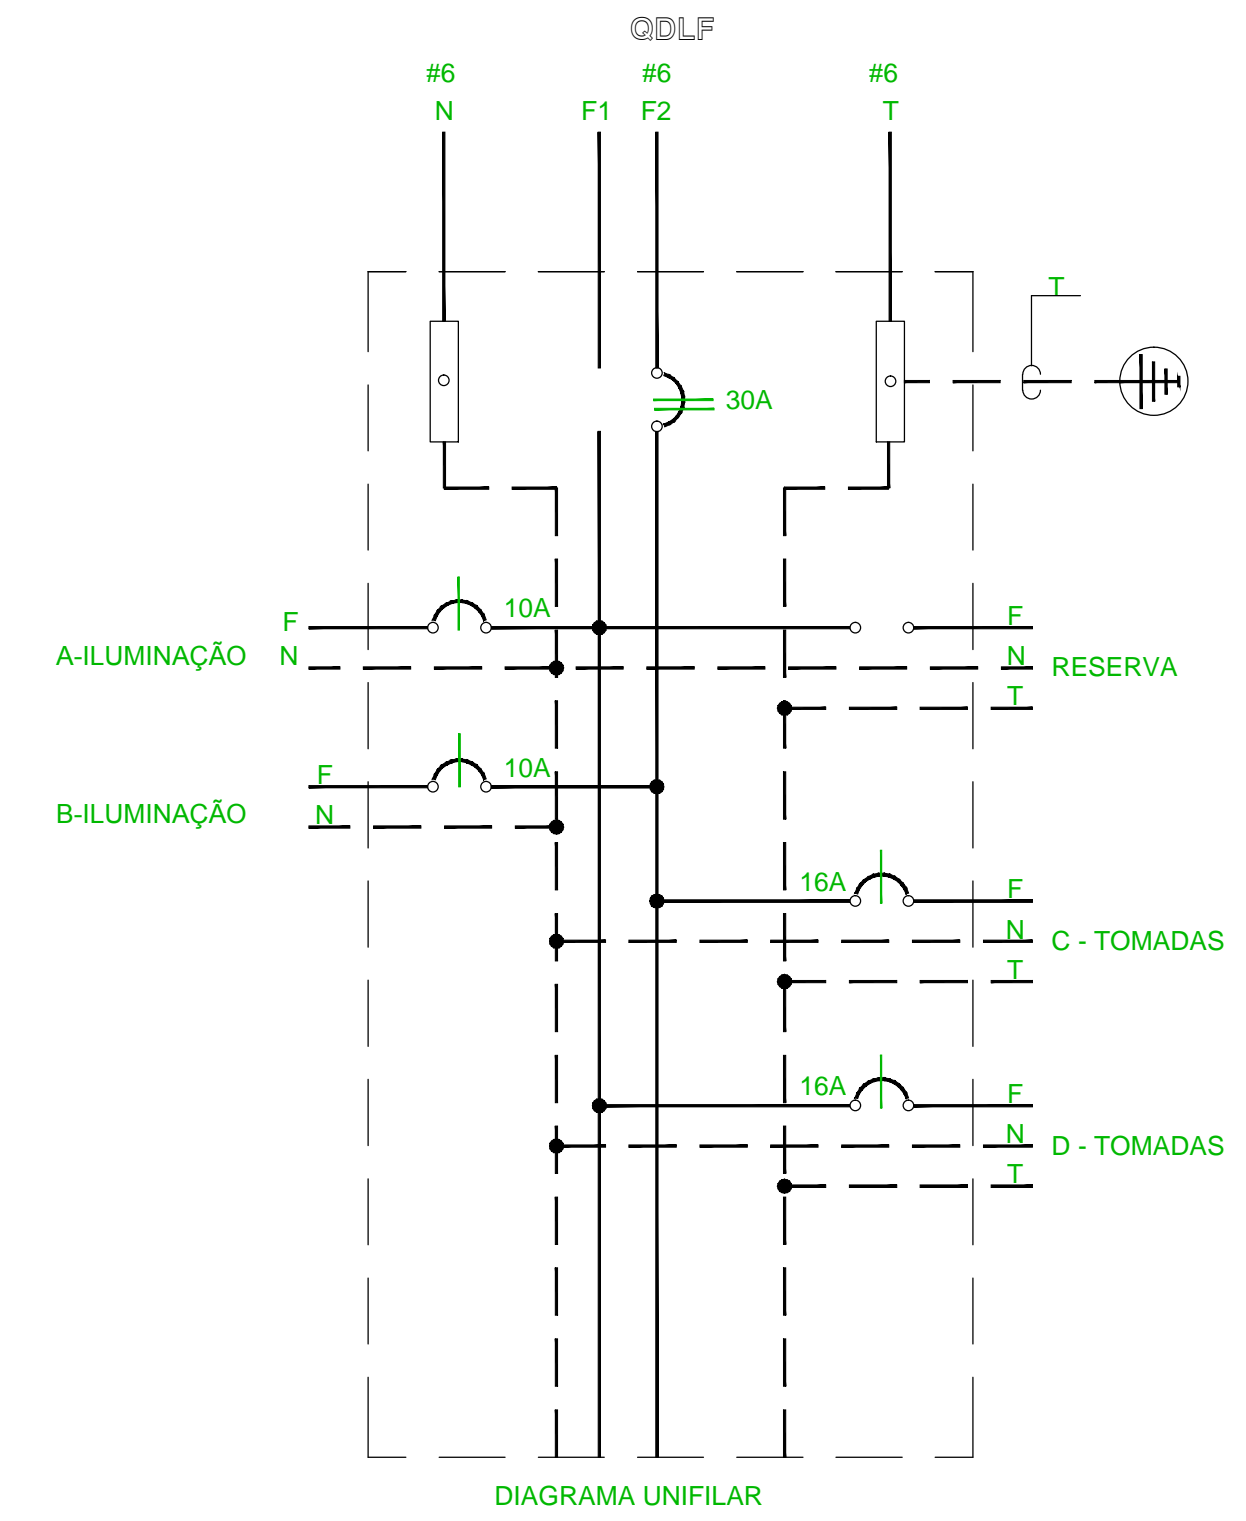 QDLF
#6 #6 #6
N F1 F2 T
T
30A
F 10A F
A-ILUMINAÇÃO N N RESERVA
T
F 10A
B-ILUMINAÇÃO N
16A F
N C - TOMADAS
T
16A F
N D - TOMADAS
T
DIAGRAMA UNIFILAR